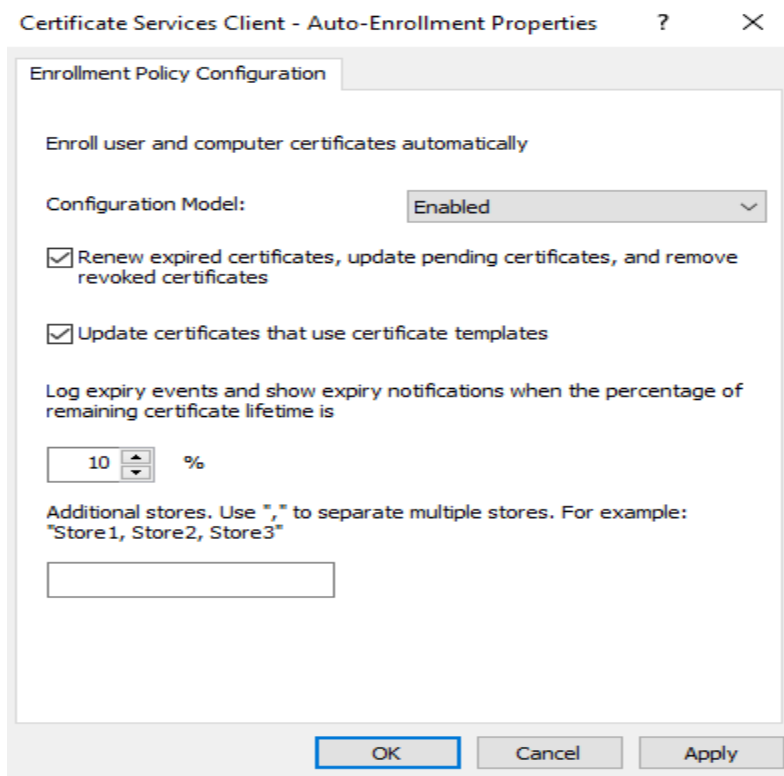 Certificate Services Client - Auto-Enrollment Properties ?
Enrollment Policy Configuration
Enroll user and computer certificates automatically
Configuration Model: Enabled
Renew expired certificates, update pending certificates, and remove
revoked certificates
Update certificates that use certificate templates
Log expiry events and show expiry notifications when the percentage of
remaining certificate lifetime is
10 %
Additional stores. Use "," to separate multiple stores. For example:
"Store1, Store2, Store3"
OK Cancel Apply